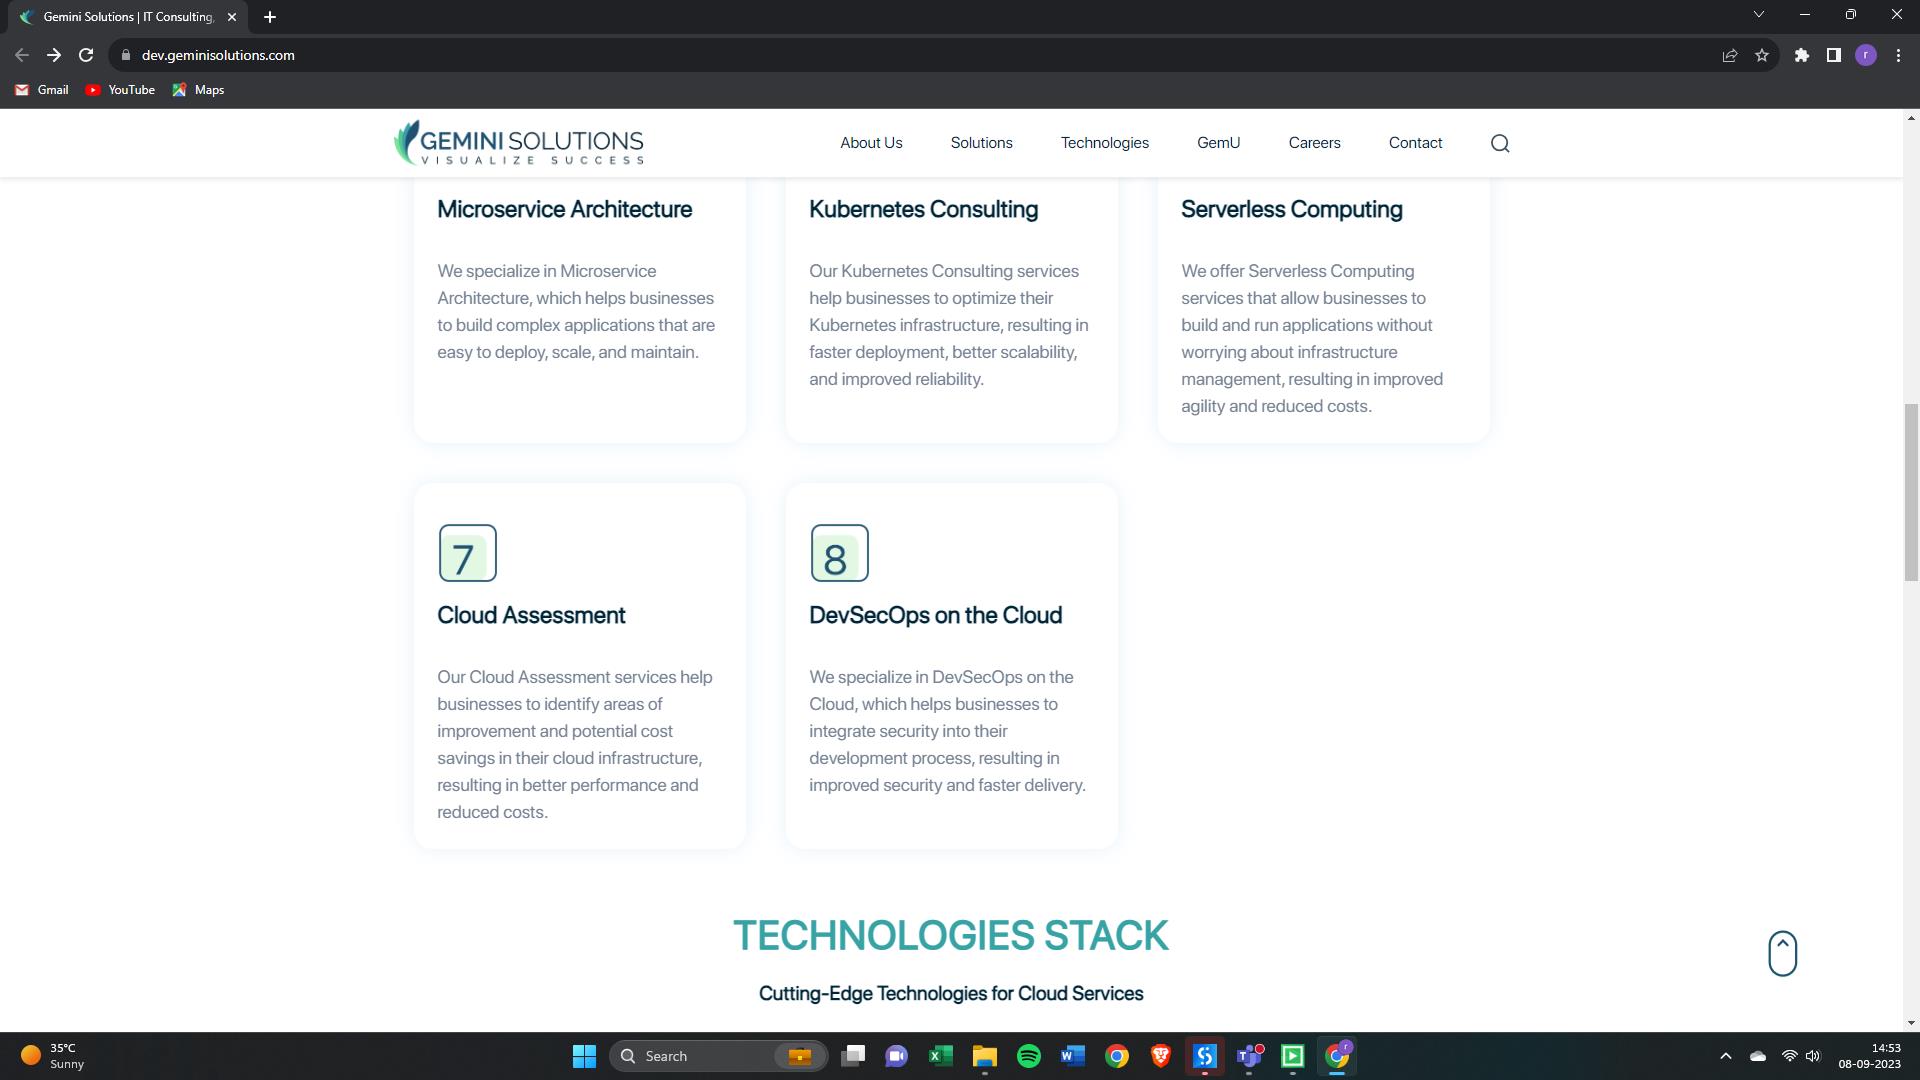 Gemini Solutions | IT Consulting,
dev.geminisolutions.com
r
Gmail
YouTube
Maps
GEMINI SOLUTIONS
VISUALIZE SUCCESS
About Us
Solutions
Technologies
GemU
Careers
Contact
Microservice Architecture
We specialize in Microservice
Architecture, which helps businesses
to build complex applications that are
easy to deploy, scale, and maintain.
Kubernetes Consulting
Our Kubernetes Consulting services
help businesses to optimize their
Kubernetes infrastructure, resulting in
faster deployment, better scalability,
and improved reliability.
Serverless Computing
We offer Serverless Computing
services that allow businesses to
build and run applications without
worrying about infrastructure
management, resulting in improved
agility and reduced costs.
7
Cloud Assessment
Our Cloud Assessment services help
businesses to identify areas of
improvement and potential cost
savings in their cloud infrastructure,
resulting in better performance and
reduced costs.
8
DevSecOps on the Cloud
We specialize in DevSecOps on the
Cloud, which helps businesses to
integrate security into their
development process, resulting in
improved security and faster delivery.
TECHNOLOGIES STACK
Cutting-Edge Technologies for Cloud Services
35°C
Sunny
Search
14:53
08-09-2023